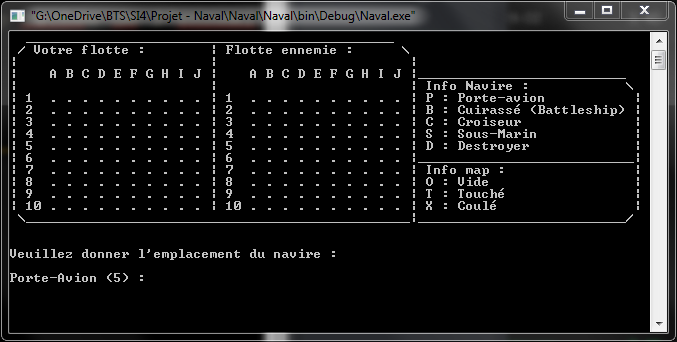 "G:\OneDrive\BTS\SI4\Projet - Naval\Naval\Naval\bin\Debug\Naval.exe"
Votre flotte : Flotte ennemie :
A B C D E F G H I J A B C D E F G H I J
Info Navire :
1 . . . . . . . . . . 1 . . . . . . . . . . P : Porte-avion
2 . . . . . . . . . . 2 . . . . . . . . . . B : Cuirassé (Battleship)
3 . . . . . . . . . . 3 . . . . . . . . . . C : Croiseur
4 . . . . . . . . . . 4 . . . . . . . . . . S : Sous-Marin
5 . . . . . . . . . . 5 . . . . . . . . . . D : Destroyer
6 . . . . . . . . . . 6 . . . . . . . . . .
7 . . . . . . . . . . 7 . . . . . . . . . . Info map :
8 . . . . . . . . . . 8 . . . . . . . . . . O : Vide
9 . . . . . . . . . . 9 . . . . . . . . . . T : Touché
10 . . . . . . . . . . 10 . . . . . . . . . . X : Coulé
Veuillez donner l'emplacement du navire :
Porte-Avion (5) :